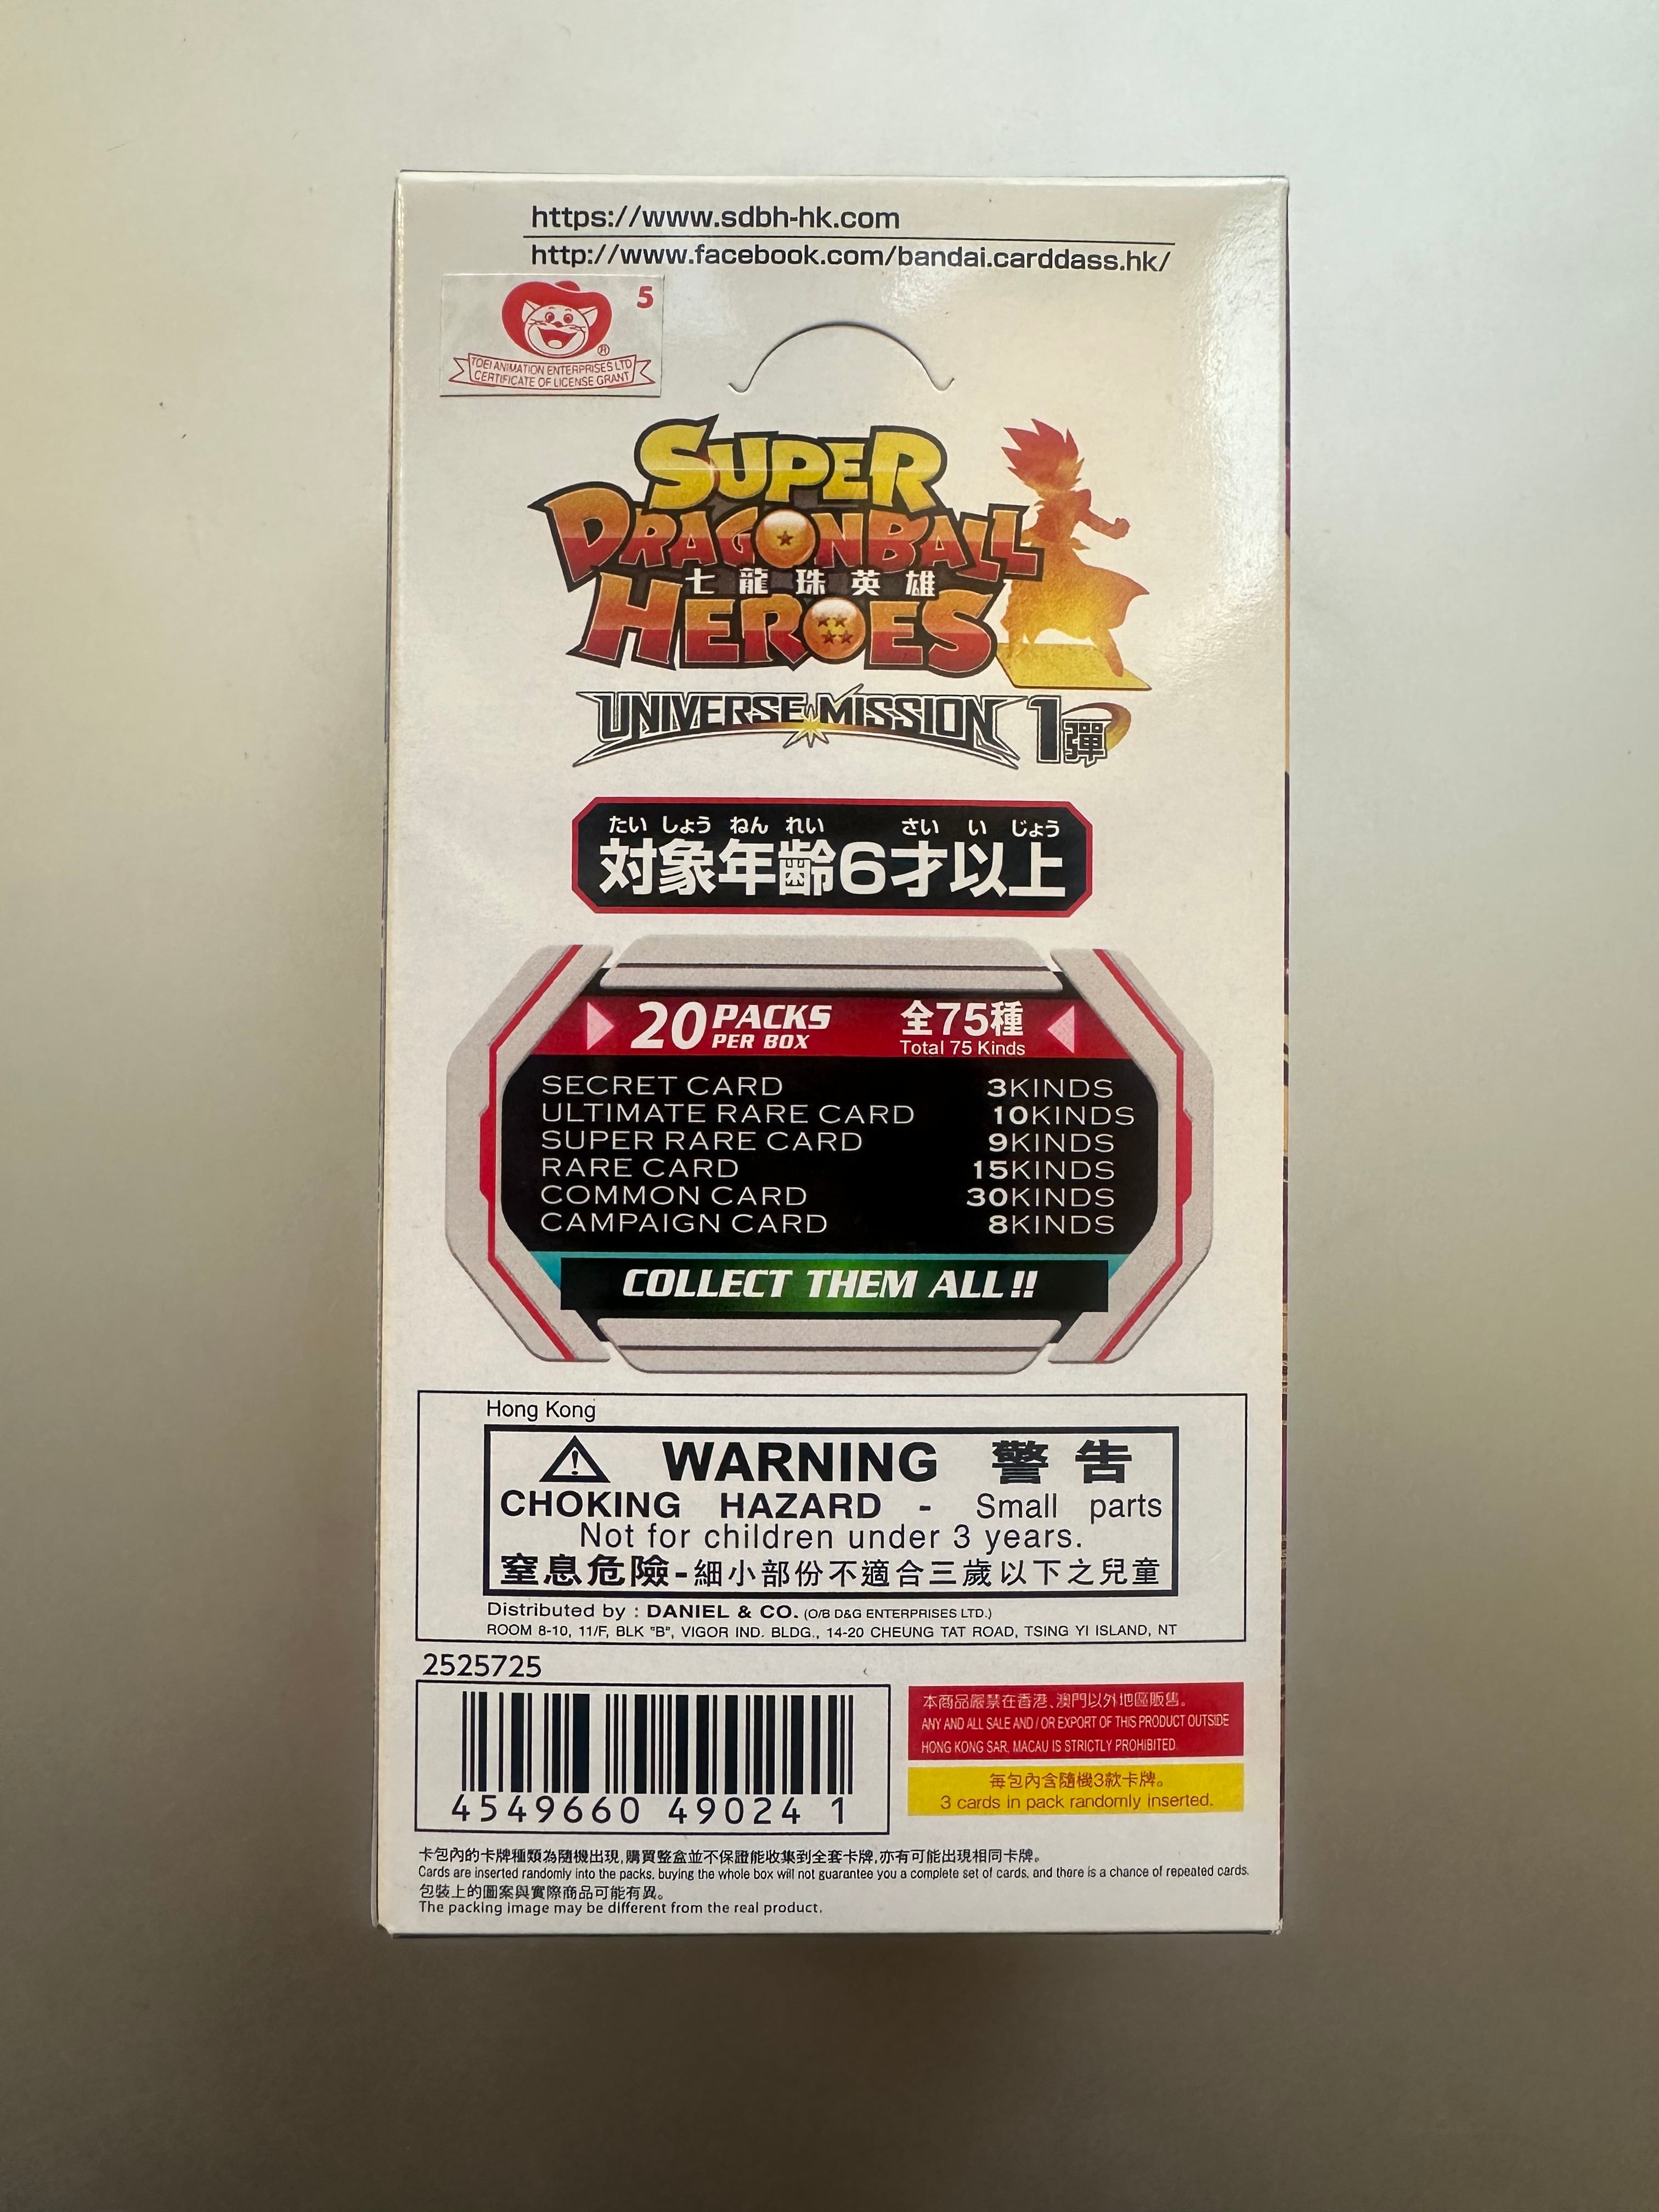 https://www.sdbh-hk.com
http://www.facebook.com/bandai.carddass.hk/
5
®
TOEI ANIMATION ENTERPRISES LTD
CERTIFICATE OF LICENSE GRANT
SUPER
DRAGONBALL
七龍珠英雄
HEROES
UNIVERSE MISSION 1彈
たいしょうねんれい さいいじょう
対象年齢6才以上
20 PACKS PER BOX 全75種
Total 75 Kinds
SECRET CARD 3KINDS
ULTIMATE RARE CARD 10KINDS
SUPER RARE CARD 9KINDS
RARE CARD 15KINDS
COMMON CARD 30KINDS
CAMPAIGN CARD 8KINDS
COLLECT THEM ALL!!
Hong Kong
WARNING 警告
CHOKING HAZARD - Small parts
Not for children under 3 years.
窒息危險-細小部份不適合三歲以下之兒童
Distributed by : DANIEL & CO. (O/B D&G ENTERPRISES LTD.)
ROOM 8-10, 11/F, BLK "B", VIGOR IND. BLDG., 14-20 CHEUNG TAT ROAD, TSING YI ISLAND, NT
2525725
4549660 49024 1
本商品嚴禁在香港、澳門以外地區販售。
ANY AND ALL SALE AND / OR EXPORT OF THIS PRODUCT OUTSIDE
HONG KONG SAR, MACAU IS STRICTLY PROHIBITED
每包內含隨機3款卡牌。
3 cards in pack randomly inserted.
卡包內的卡牌種類為隨機出現,購買整盒並不保證能收集到全套卡牌,亦有可能出現相同卡牌。
Cards are inserted randomly into the packs, buying the whole box will not guarantee you a complete set of cards, and there is a chance of repeated cards.
包裝上的圖案與實際商品可能有異。
The packing image may be different from the real product.